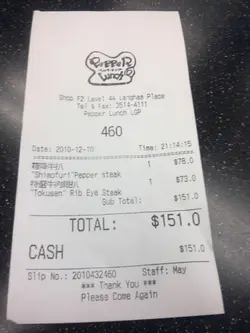 PEPPER
Lunch
Shop F2 Level 4A Langham Place
Tel & Fax: 3514-4111
Pepper Lunch LGP
460
Date: 2010-12-10 Time: 21:14:15
1 $78.0
"Shimofuri"Pepper steak
1 $73.0
"Tokusen" Rib Eye Steak
Sub Total: $151.0
TOTAL: $151.0
CASH $151.0
Slip No.: 2010432460 Staff: May
*** Thank You ***
Please Come Again